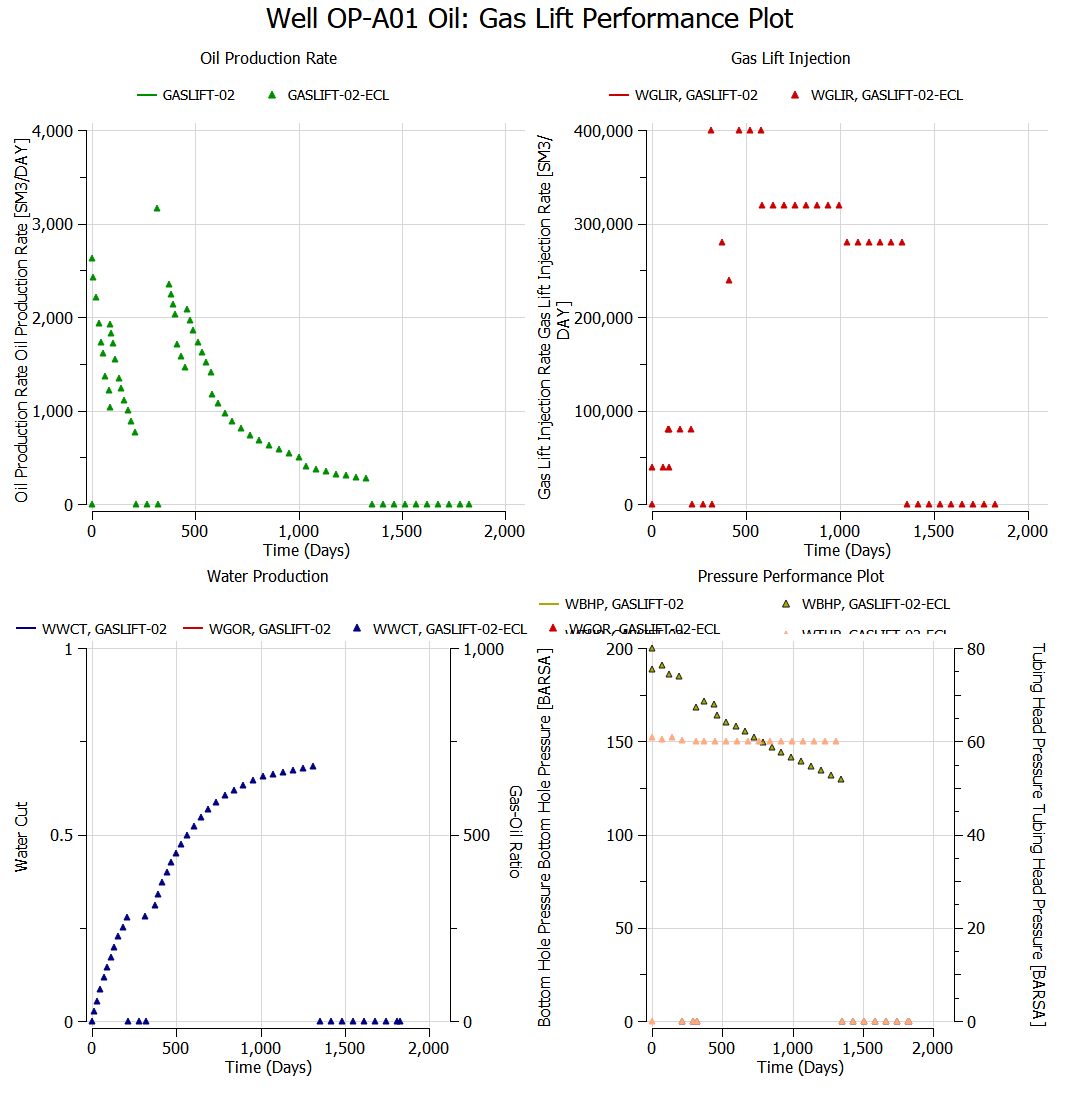 Well OP-A01 Oil: Gas Lift Performance Plot
Oil Production Rate
GASLIFT-02
GASLIFT-02-ECL
4,000
3,000
2,000
1,000
0
Oil Production Rate Oil Production Rate [SM3/DAY]
0
500
1,000
1,500
2,000
Time (Days)
Gas Lift Injection
WGLIR, GASLIFT-02
WGLIR, GASLIFT-02-ECL
400,000
300,000
200,000
100,000
0
Gas Lift Injection Rate Gas Lift Injection Rate [SM3/
DAY]
0
500
1,000
1,500
2,000
Time (Days)
Water Production
WWCT, GASLIFT-02
WGOR, GASLIFT-02
WWCT, GASLIFT-02-ECL
WGOR, GASLIFT-02-ECL
1
0.5
0
Water Cut
1,000
500
0
Gas-Oil Ratio
0
500
1,000
1,500
2,000
Time (Days)
Pressure Performance Plot
WBHP, GASLIFT-02
WBHP, GASLIFT-02-ECL
200
150
100
50
0
Bottom Hole Pressure Bottom Hole Pressure [BARSA]
80
60
40
20
0
Tubing Head Pressure Tubing Head Pressure [BARSA]
0
500
1,000
1,500
2,000
Time (Days)